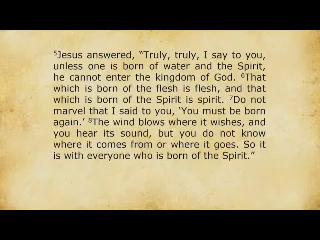 ⁵Jesus answered, “Truly, truly, I say to you,
unless one is born of water and the Spirit,
he cannot enter the kingdom of God. ⁶That
which is born of the flesh is flesh, and that
which is born of the Spirit is spirit. ⁷Do not
marvel that I said to you, ‘You must be born
again.’ ⁸The wind blows where it wishes, and
you hear its sound, but you do not know
where it comes from or where it goes. So it
is with everyone who is born of the Spirit.”